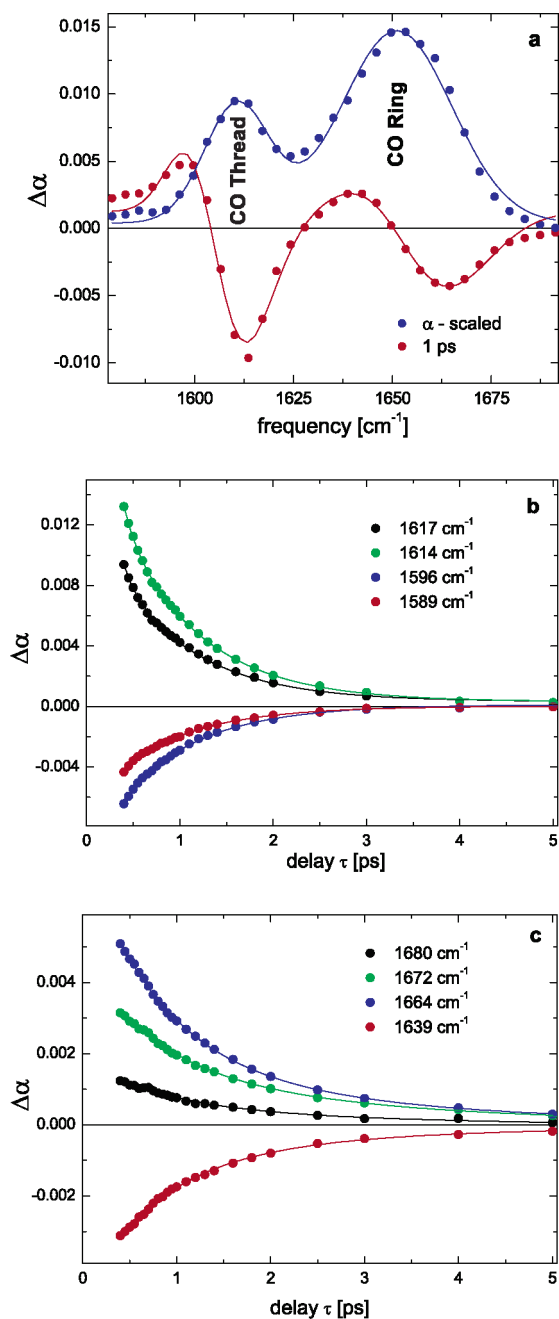 a
0.015
0.010
0.005
0.000
-0.005
-0.010
Δα
CO Thread
CO Ring
α - scaled
1 ps
1600
1625
1650
1675
frequency [cm⁻¹]
b
0.012
0.008
0.004
0.000
-0.004
Δα
1617 cm⁻¹
1614 cm⁻¹
1596 cm⁻¹
1589 cm⁻¹
0
1
2
3
4
5
delay τ [ps]
c
0.004
0.002
0.000
-0.002
Δα
1680 cm⁻¹
1672 cm⁻¹
1664 cm⁻¹
1639 cm⁻¹
0
1
2
3
4
5
delay τ [ps]